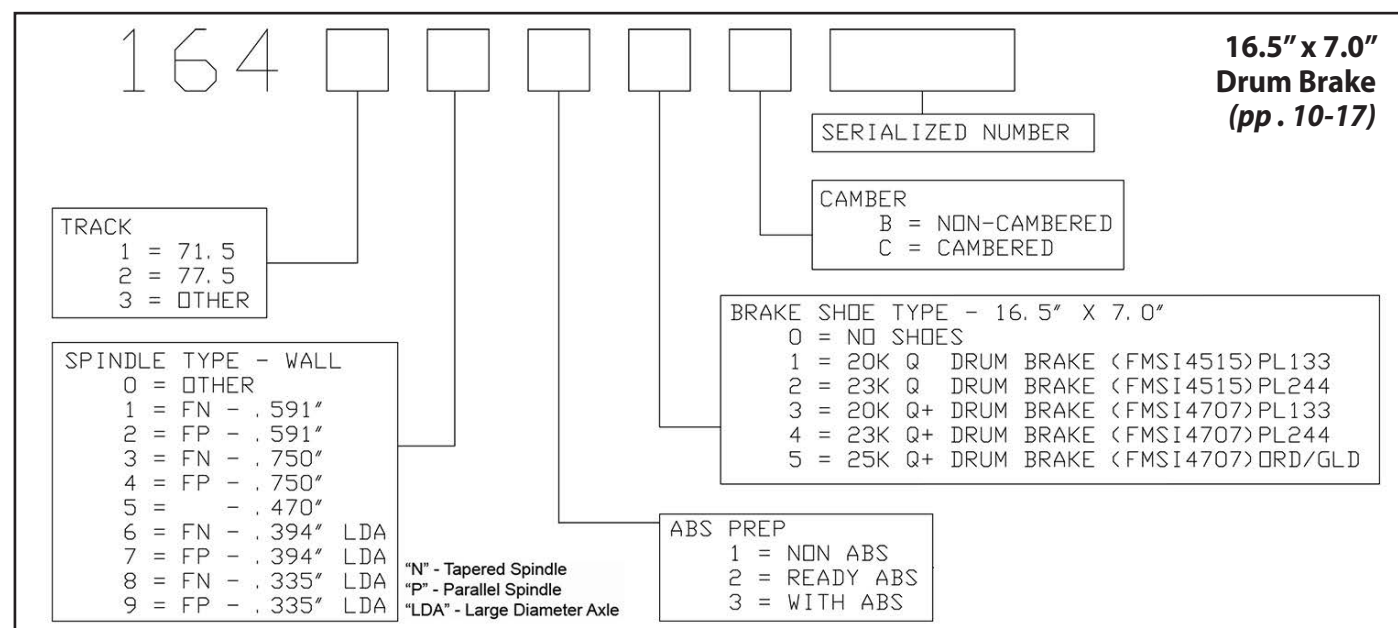 164
16.5" x 7.0"
Drum Brake
(pp . 10-17)
SERIALIZED NUMBER
CAMBER
B = NON-CAMBERED
C = CAMBERED
TRACK
1 = 71.5
2 = 77.5
3 = OTHER
BRAKE SHOE TYPE - 16.5" X 7.0"
0 = NO SHOES
1 = 20K Q DRUM BRAKE (FMSI4515)PL133
2 = 23K Q DRUM BRAKE (FMSI4515)PL244
3 = 20K Q+ DRUM BRAKE (FMSI4707)PL133
4 = 23K Q+ DRUM BRAKE (FMSI4707)PL244
5 = 25K Q+ DRUM BRAKE (FMSI4707)ORD/GLD
SPINDLE TYPE - WALL
0 = OTHER
1 = FN - .591"
2 = FP - .591"
3 = FN - .750"
4 = FP - .750"
5 = - .470"
6 = FN - .394" LDA
7 = FP - .394" LDA
8 = FN - .335" LDA
9 = FP - .335" LDA
"N" - Tapered Spindle
"P" - Parallel Spindle
"LDA" - Large Diameter Axle
ABS PREP
1 = NON ABS
2 = READY ABS
3 = WITH ABS